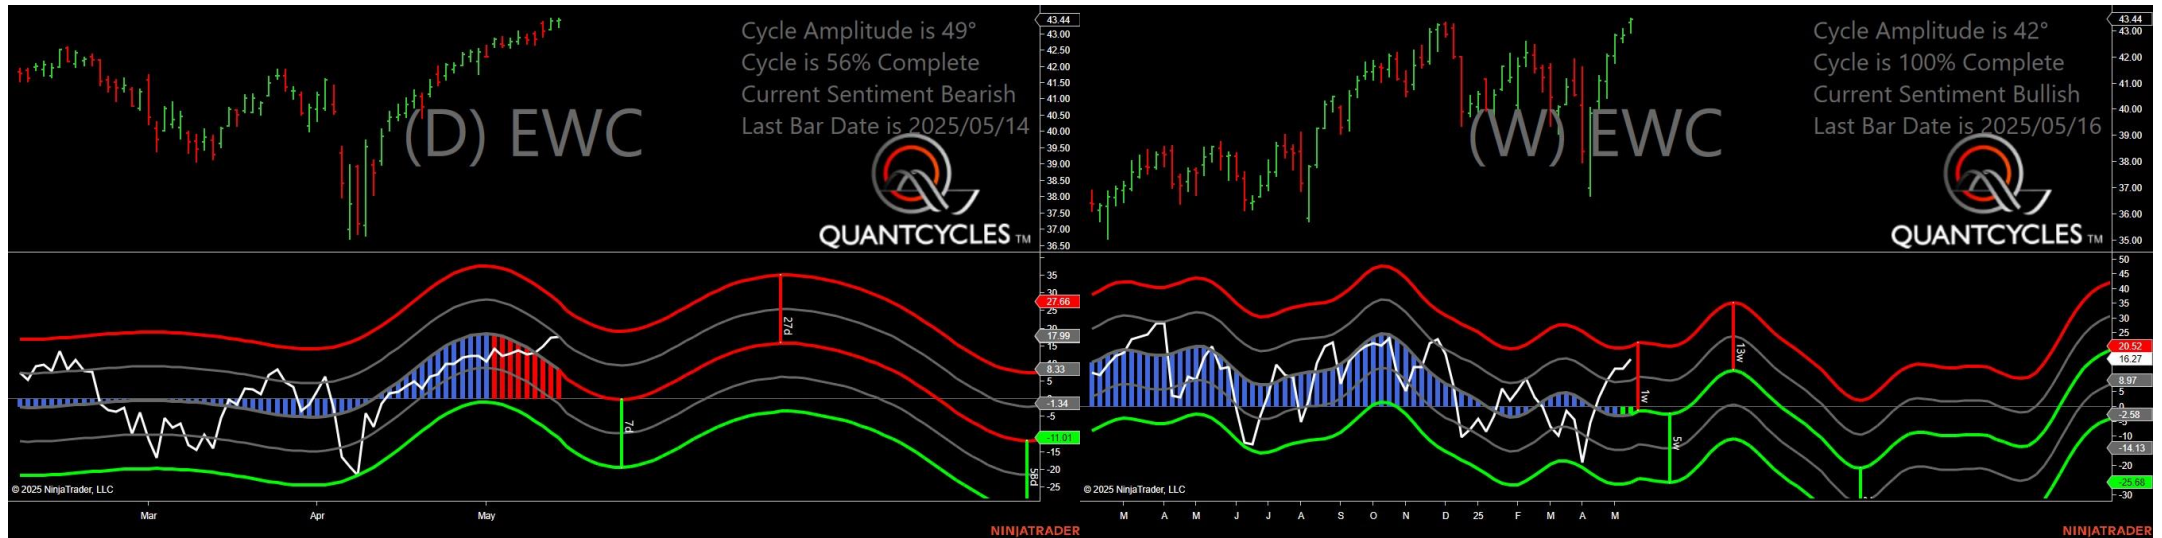 Cycle Amplitude is 49°
Cycle is 56% Complete
Current Sentiment Bearish
Last Bar Date is 2025/05/14
(D) EWC
QUANTCYCLES TM
43.44
43.00
42.50
42.00
41.50
41.00
40.50
40.00
39.50
39.00
38.50
38.00
37.50
37.00
36.50
35
30
27.66
25
17.99
15
8.33
5
-1.34
-5
-11.01
-15
-20
-25
27d
7d
58d
© 2025 NinjaTrader, LLC
Mar
Apr
May
NINJATRADER
Cycle Amplitude is 42°
Cycle is 100% Complete
Current Sentiment Bullish
Last Bar Date is 2025/05/16
(W) EWC
QUANTCYCLES TM
43.44
43.00
42.00
41.00
40.00
39.00
38.00
37.00
36.00
35.00
50
45
40
35
30
25
20.52
16.27
8.97
5
-2.58
-10
-14.13
-20
-25.68
-30
1w
5w
13w
© 2025 NinjaTrader, LLC
M
A
M
J
J
A
S
O
N
D
25
F
M
A
M
NINJATRADER